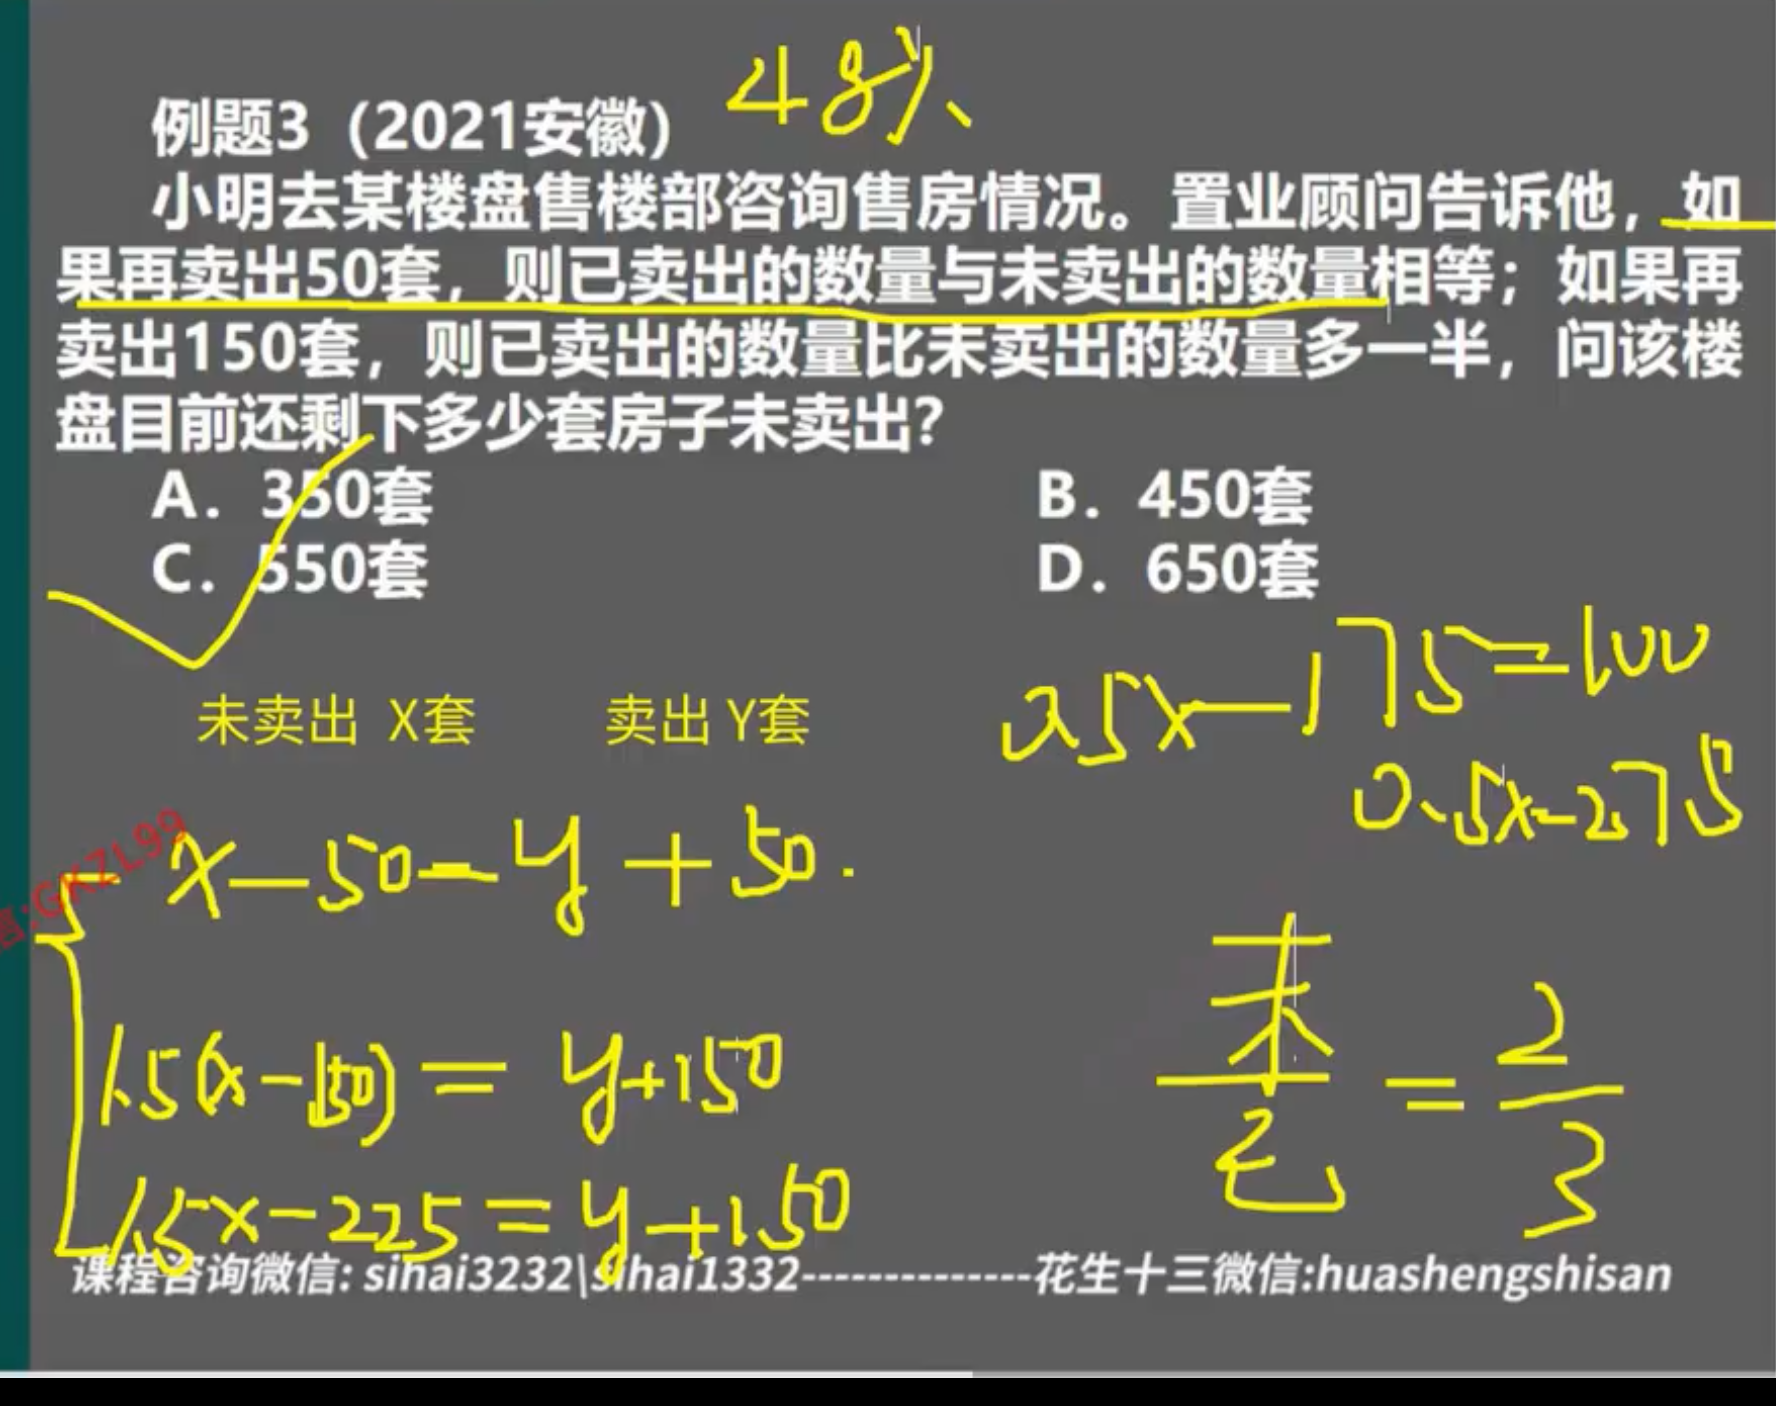 48%
例题3（2021安徽）
小明去某楼盘售楼部咨询售房情况。置业顾问告诉他，如
果再卖出50套，则已卖出的数量与未卖出的数量相等；如果再
卖出150套，则已卖出的数量比未卖出的数量多一半，问该楼
盘目前还剩下多少套房子未卖出？
A．350套
B．450套
C．550套
D．650套
未卖出 X套
卖出 Y套
x-50=y+50.
1.5(x-150)=y+150
1.5x-225=y+150
-175=100
0.5x=275
未/已=2/3
:GKZL99
课程咨询微信: sihai3232\sihai1332--------------花生十三微信:huashengshisan